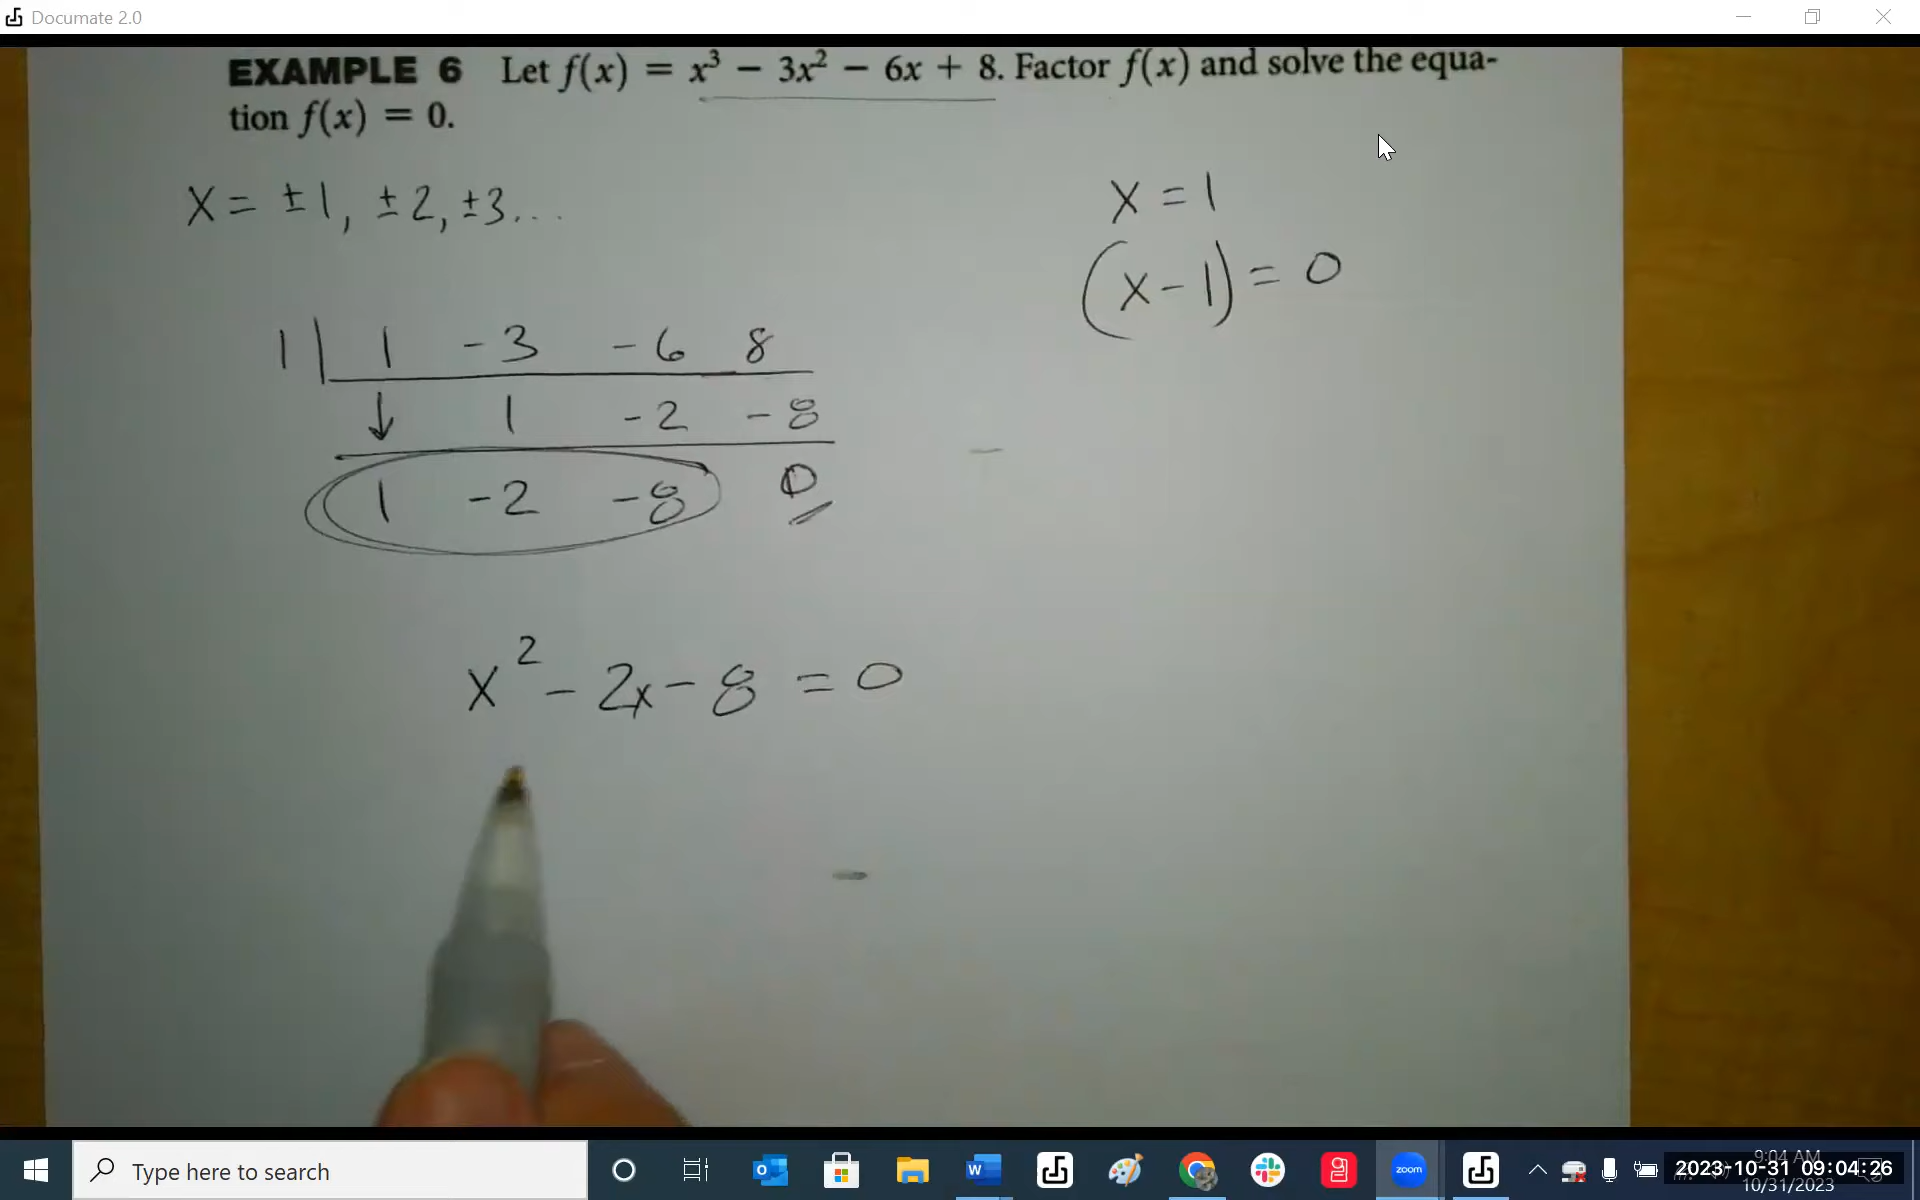 Documate 2.0
EXAMPLE 6 Let f(x) = x³ − 3x² − 6x + 8. Factor f(x) and solve the equa-
tion f(x) = 0.
x = ±1, ±2, ±3...
x = 1
(x - 1) = 0
1 | 1 -3 -6 8
↓ 1 -2 -8
1 -2 -8 0
x² - 2x - 8 = 0
Type here to search
zoom
9:04 AM
2023-10-31 09:04:26
10/31/2023